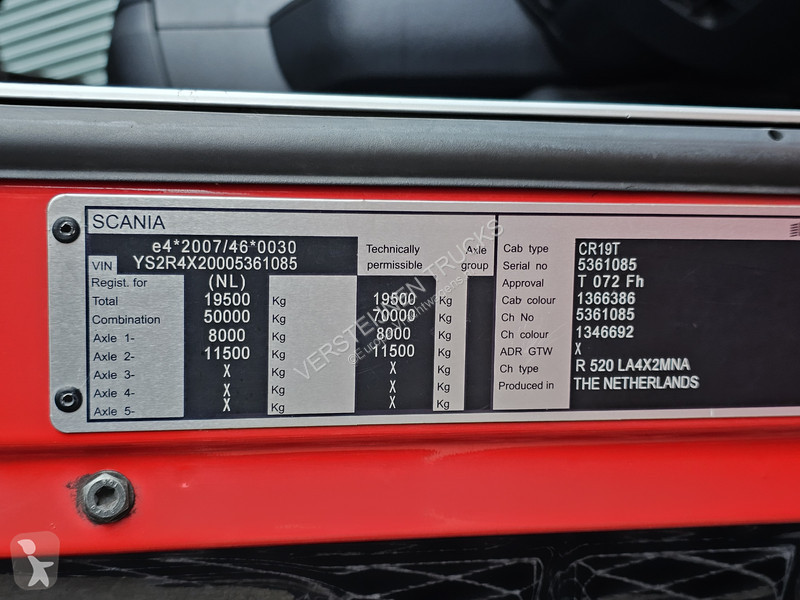 SCANIA
e4*2007/46*0030
VIN YS2R4X20005361085
Technically permissible
Axle group
Regist. for (NL)
Total 19500 Kg 19500 Kg
Combination 50000 Kg 70000 Kg
Axle 1- 8000 Kg 8000 Kg
Axle 2- 11500 Kg 11500 Kg
Axle 3- X Kg X Kg
Axle 4- X Kg X Kg
Axle 5- X Kg X Kg
Cab type CR19T
Serial no 5361085
Approval T 072 Fh
Cab colour 1366386
Ch No 5361085
Ch colour 1346692
ADR GTW X
Ch type R 520 LA4X2MNA
Produced in THE NETHERLANDS
VERSTEIJNEN TRUCKS